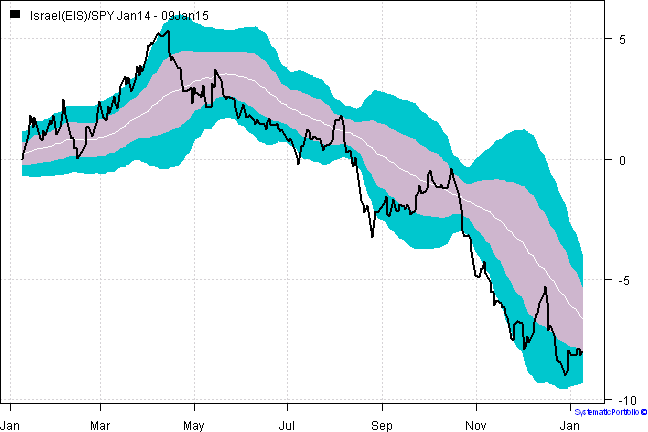 Israel(EIS)/SPY Jan14 - 09Jan15
5
0
-5
-10
Jan Mar May Jul Sep Nov Jan
SystematicPortfolio ©